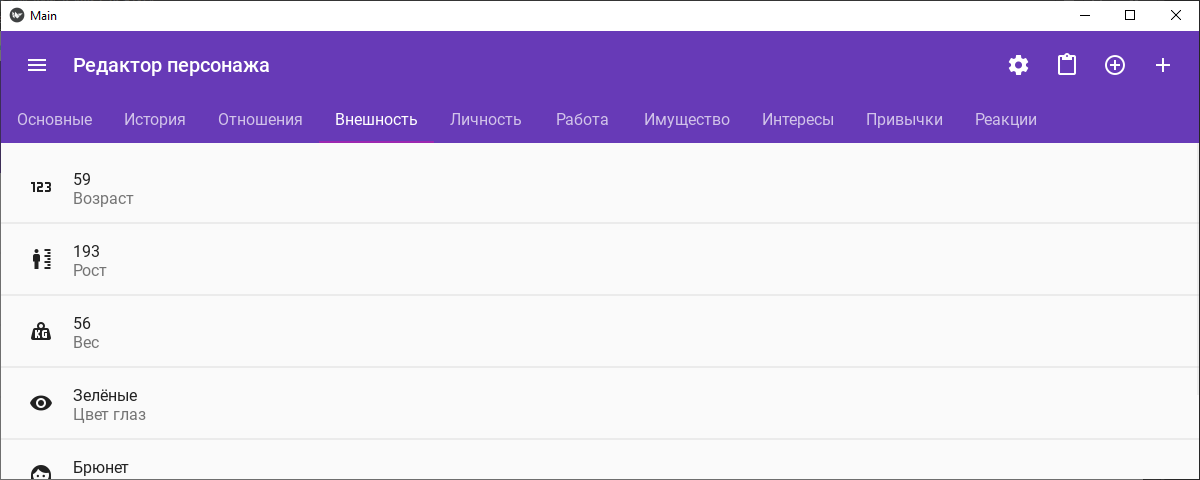 Main
Редактор персонажа
Основные История Отношения Внешность Личность Работа Имущество Интересы Привычки Реакции
123 59
Возраст
193
Рост
KG 56
Вес
Зелёные
Цвет глаз
Брюнет